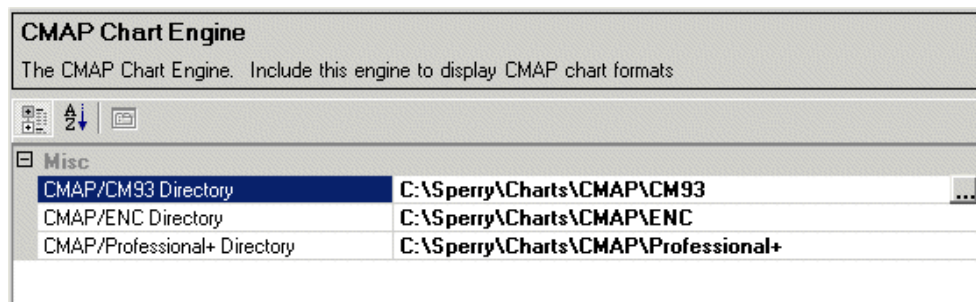 CMAP Chart Engine
The CMAP Chart Engine. Include this engine to display CMAP chart formats
A
Z
Misc
CMAP/CM93 Directory C:\Sperry\Charts\CMAP\CM93 ...
CMAP/ENC Directory C:\Sperry\Charts\CMAP\ENC
CMAP/Professional+ Directory C:\Sperry\Charts\CMAP\Professional+